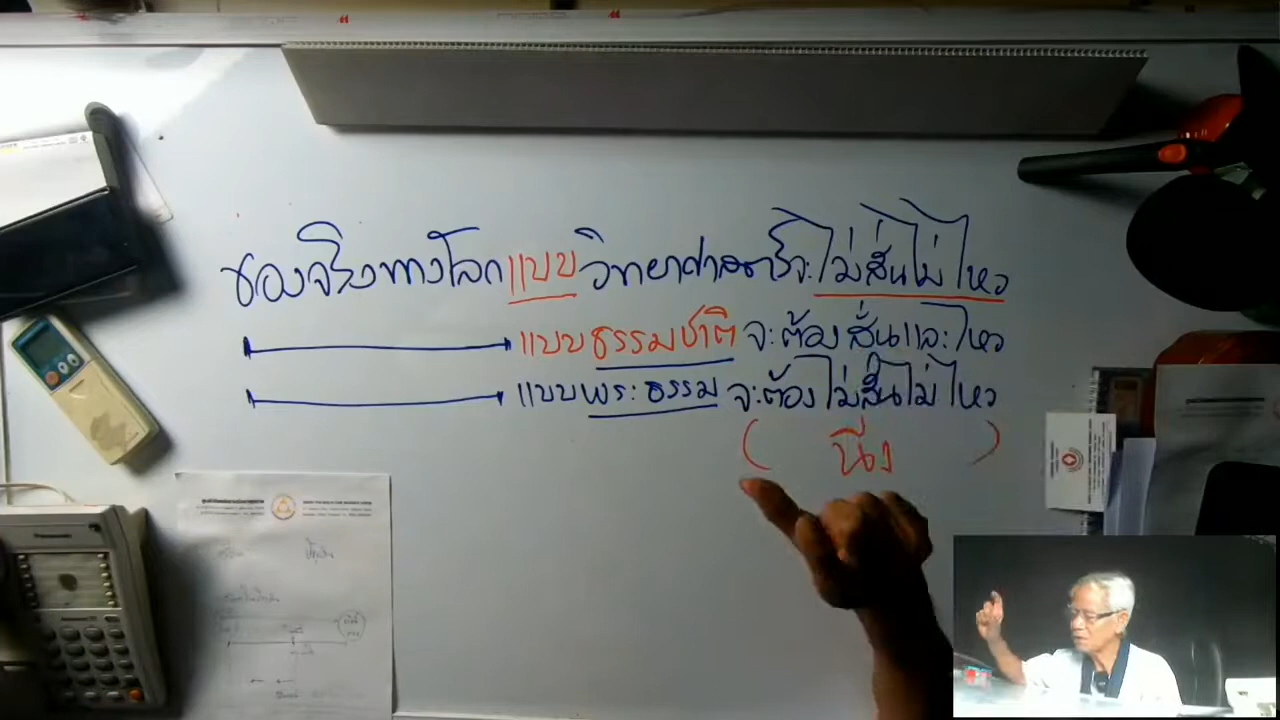 ของจริงทางโลกแบบวิทยาศาสตร์จะไม่สั่นไม่ไหว
แบบธรรมชาติ จะต้องสั่นและไหว
แบบพระธรรม จะต้องไม่สั่นไม่ไหว
( นิ่ง )
Panasonic